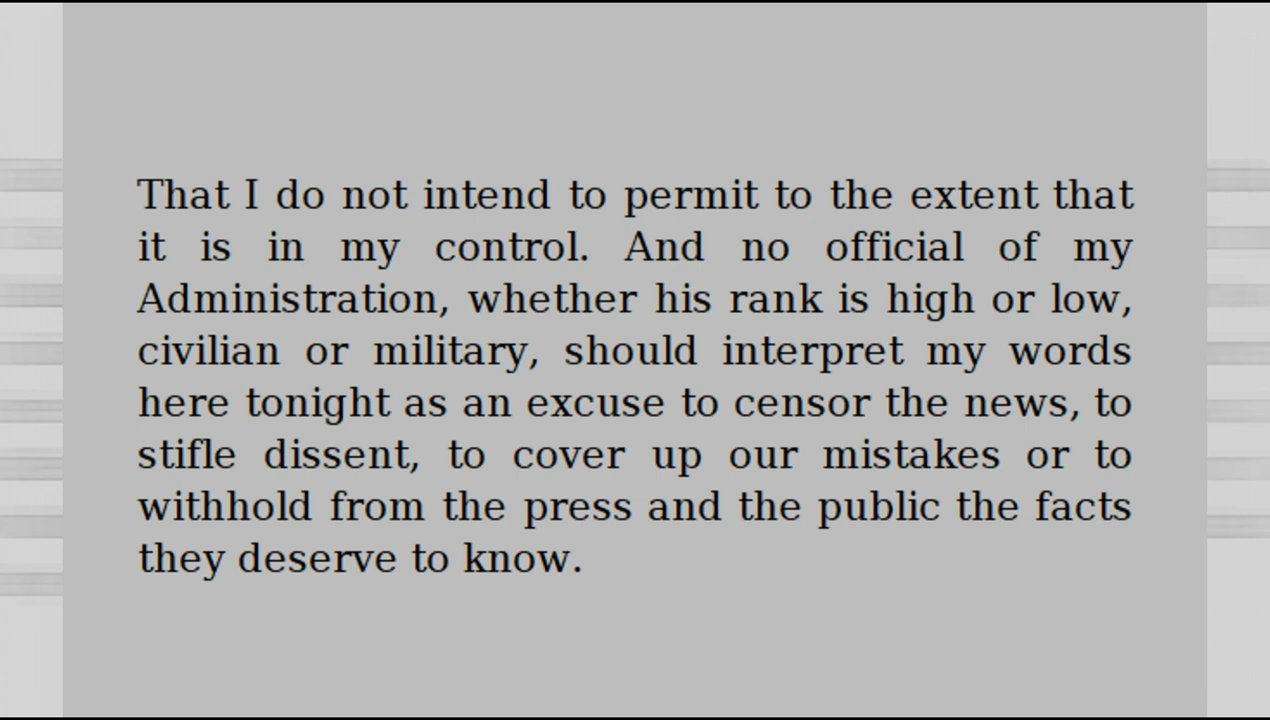 That I do not intend to permit to the extent that
it is in my control. And no official of my
Administration, whether his rank is high or low,
civilian or military, should interpret my words
here tonight as an excuse to censor the news, to
stifle dissent, to cover up our mistakes or to
withhold from the press and the public the facts
they deserve to know.